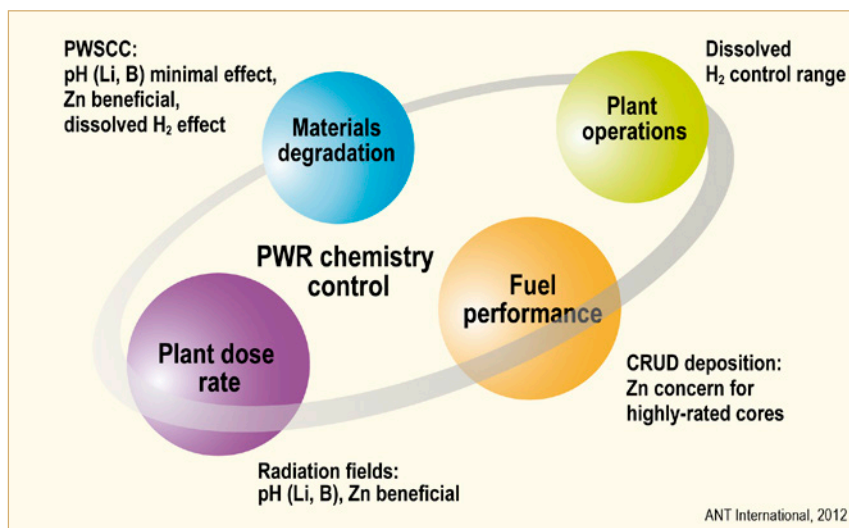 PWSCC:
pH (Li, B) minimal effect,
Zn beneficial,
dissolved H₂ effect
Materials
degradation
Plant
operations
Dissolved
H₂ control range
PWR chemistry
control
Fuel
performance
Plant dose
rate
CRUD deposition:
Zn concern for
highly-rated cores
Radiation fields:
pH (Li, B), Zn beneficial
ANT International, 2012